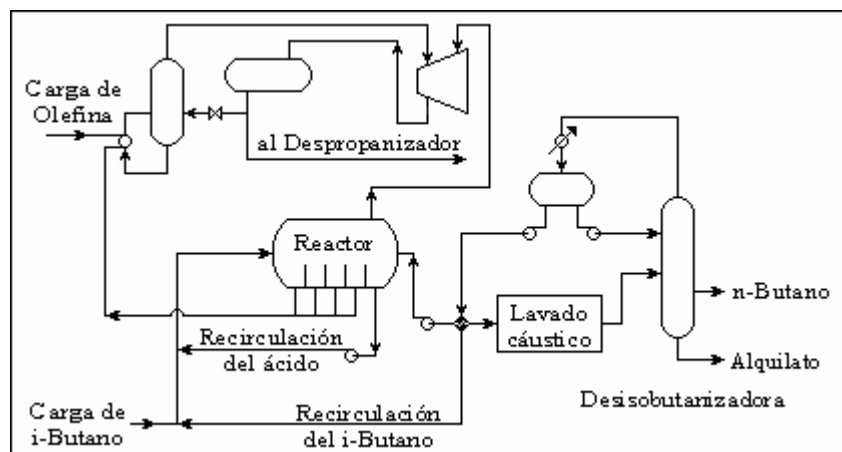 Carga de
Olefina
al Despropanizador
Reactor
n-Butano
Lavado
cáustico
Recirculación
del ácido
Alquilato
Desisobutanizadora
Carga de
i-Butano
Recirculación
del i-Butano